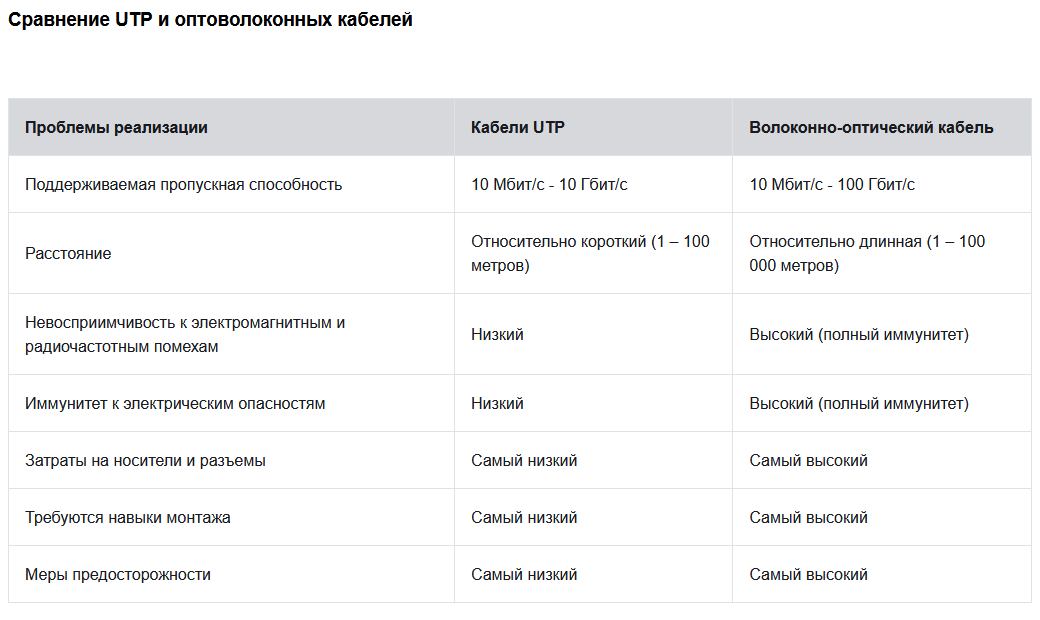 Сравнение UTP и оптоволоконных кабелей
Проблемы реализации
Кабели UTP
Волоконно-оптический кабель
Поддерживаемая пропускная способность
10 Мбит/с - 10 Гбит/с
10 Мбит/с - 100 Гбит/с
Расстояние
Относительно короткий (1 – 100
метров)
Относительно длинная (1 – 100
000 метров)
Невосприимчивость к электромагнитным и
радиочастотным помехам
Низкий
Высокий (полный иммунитет)
Иммунитет к электрическим опасностям
Низкий
Высокий (полный иммунитет)
Затраты на носители и разъемы
Самый низкий
Самый высокий
Требуются навыки монтажа
Самый низкий
Самый высокий
Меры предосторожности
Самый низкий
Самый высокий